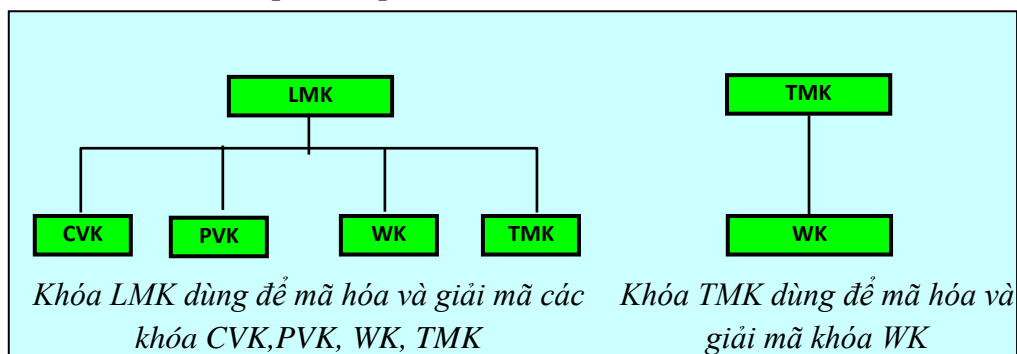 LMK
CVK PVK WK TMK
Khóa LMK dùng để mã hóa và giải mã các
khóa CVK,PVK, WK, TMK
TMK
WK
Khóa TMK dùng để mã hóa và
giải mã khóa WK